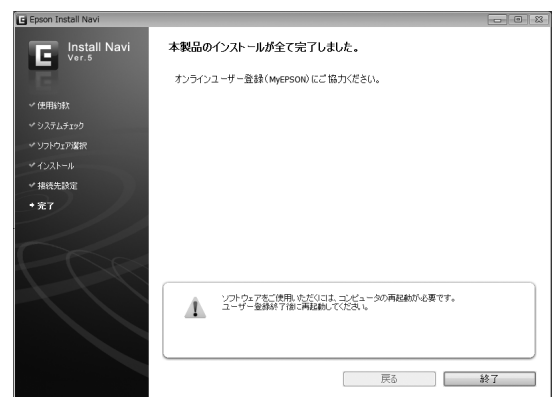 Epson Install Navi
E
Install Navi
Ver.5
使用約款
システムチェック
ソフトウェア選択
インストール
接続先設定
完了
本製品のインストールが全て完了しました。
オンラインユーザー登録(MyEPSON)にご協力ください。
ソフトウェアをご使用いただくには、コンピュータの再起動が必要です。
ユーザー登録終了後に再起動してください。
戻る
終了